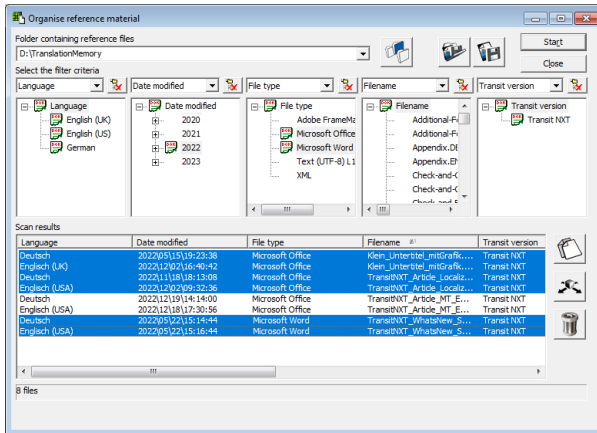 Organise reference material
Folder containing reference files
D:\TranslationMemory
Start
Close
Select the filter criteria
Language Date modified File type Filename Transit version
Language
English (UK)
English (US)
German
Date modified
2020
2021
2022
2023
File type
Adobe FrameMa
Microsoft Office
Microsoft Word
Text (UTF-8) L1
XML
Filename
Additional-F
Additional-F
Appendix.DE
Appendix.EN
Check-and-C
Check-and-C
Check-and-F
Transit version
Transit NXT
Scan results
Language Date modified File type Filename Transit version
Deutsch 2022\05\15\19:23:38 Microsoft Office Klein_Untertitel_mitGrafik.... Transit NXT
Englisch (UK) 2022\12\02\16:40:42 Microsoft Office Klein_Untertitel_mitGrafik.... Transit NXT
Deutsch 2022\11\18\18:13:08 Microsoft Office TransitNXT_Article_Localiz... Transit NXT
Englisch (USA) 2022\12\02\09:32:36 Microsoft Office TransitNXT_Article_Localiz... Transit NXT
Deutsch 2022\12\19\14:14:00 Microsoft Office TransitNXT_Article_MT_E... Transit NXT
Englisch (USA) 2022\12\18\17:30:56 Microsoft Office TransitNXT_Article_MT_E... Transit NXT
Deutsch 2022\05\22\15:14:44 Microsoft Word TransitNXT_WhatsNew_S... Transit NXT
Englisch (USA) 2022\05\22\15:16:44 Microsoft Word TransitNXT_WhatsNew_S... Transit NXT
8 files